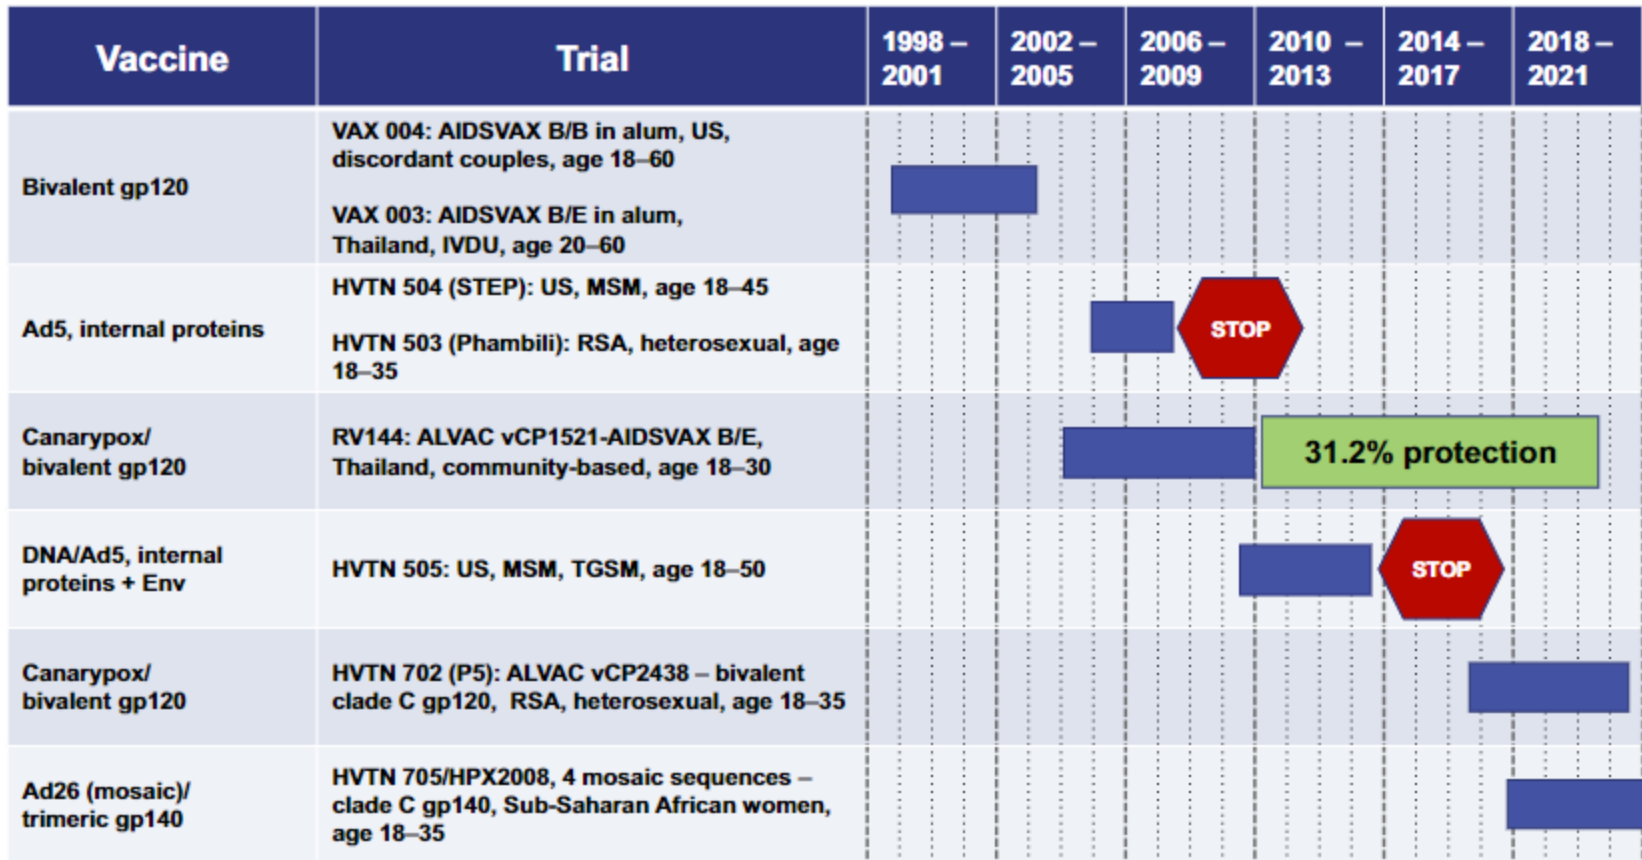 Vaccine
Trial
1998 –
2001
2002 –
2005
2006 –
2009
2010 –
2013
2014 –
2017
2018 –
2021
Bivalent gp120
VAX 004: AIDSVAX B/B in alum, US,
discordant couples, age 18–60
VAX 003: AIDSVAX B/E in alum,
Thailand, IVDU, age 20–60
Ad5, internal proteins
HVTN 504 (STEP): US, MSM, age 18–45
HVTN 503 (Phambili): RSA, heterosexual, age
18–35
STOP
Canarypox/
bivalent gp120
RV144: ALVAC vCP1521-AIDSVAX B/E,
Thailand, community-based, age 18–30
31.2% protection
DNA/Ad5, internal
proteins + Env
HVTN 505: US, MSM, TGSM, age 18–50
STOP
Canarypox/
bivalent gp120
HVTN 702 (P5): ALVAC vCP2438 – bivalent
clade C gp120, RSA, heterosexual, age 18–35
Ad26 (mosaic)/
trimeric gp140
HVTN 705/HPX2008, 4 mosaic sequences –
clade C gp140, Sub-Saharan African women,
age 18–35